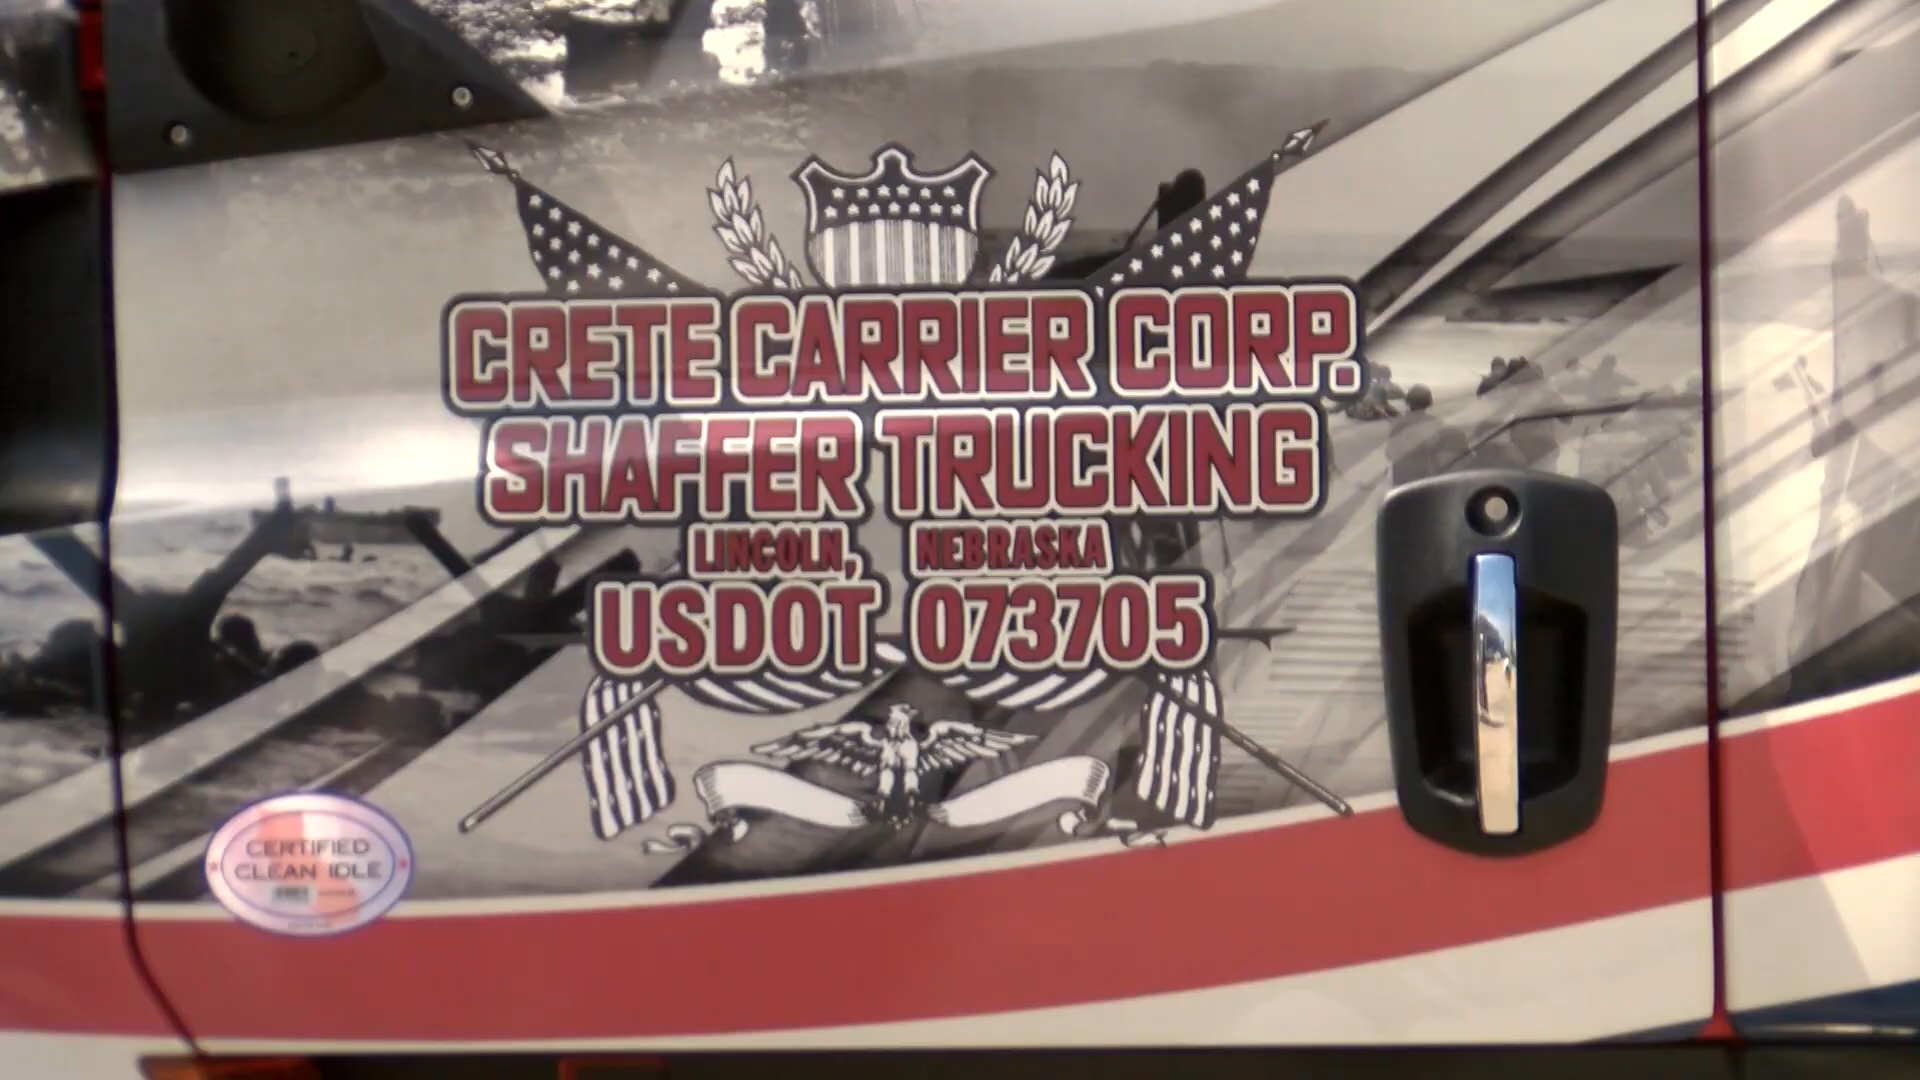 CRETE CARRIER CORP.
SHAFFER TRUCKING
LINCOLN, NEBRASKA
USDOT 073705
CERTIFIED
CLEAN IDLE